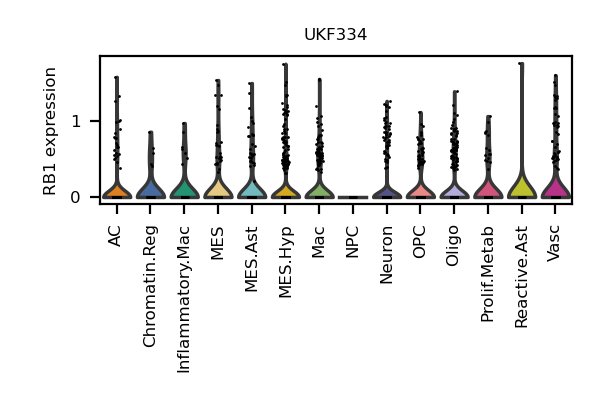 UKF334
RB1 expression
1
0
AC
Chromatin.Reg
Inflammatory.Mac
MES
MES.Ast
MES.Hyp
Mac
NPC
Neuron
OPC
Oligo
Prolif.Metab
Reactive.Ast
Vasc